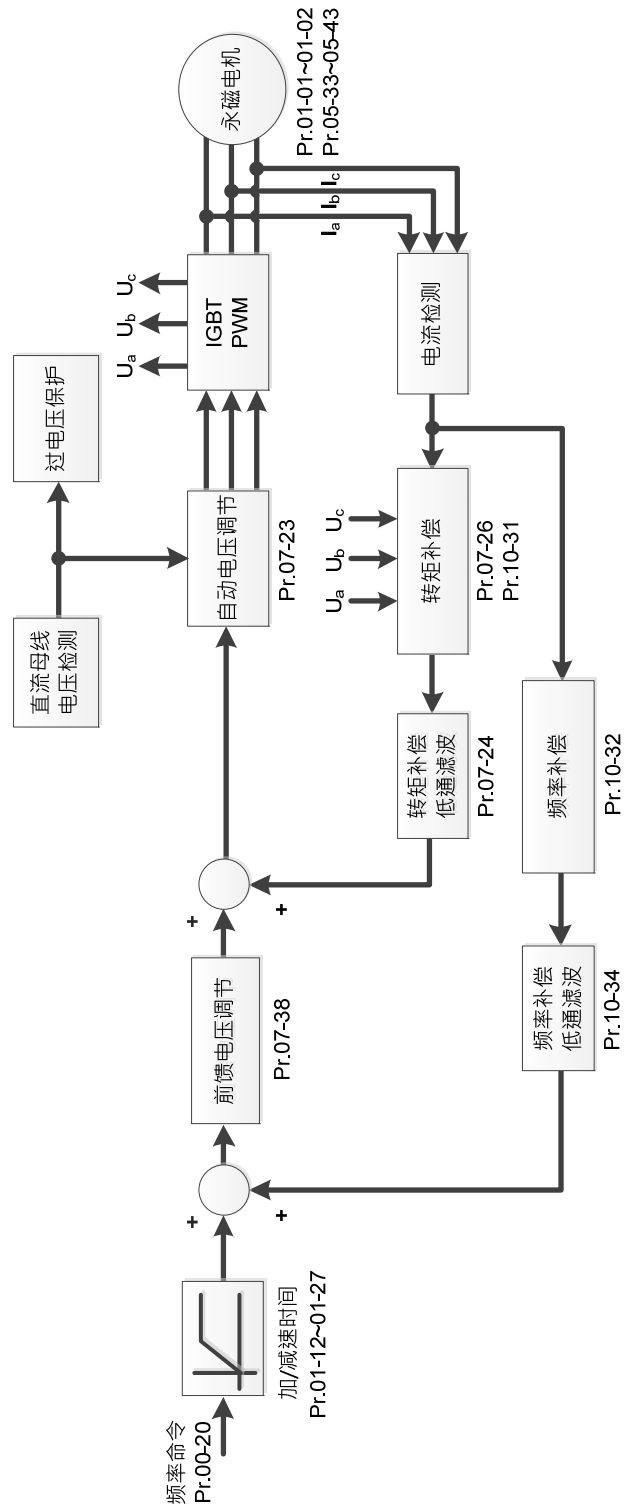 频率命令
Pr.00-20
加/减速时间
Pr.01-12~01-27
+
+
前馈电压调节
Pr.07-38
+
+
直流母线
电压检测
过电压保护
自动电压调节
Pr.07-23
Ua
Ub
Uc
IGBT
PWM
永磁电机
Pr.01-01~01-02
Pr.05-33~05-43
Ia
Ib
Ic
电流检测
Ua
Ub
Uc
转矩补偿
Pr.07-26
Pr.10-31
转矩补偿
低通滤波
Pr.07-24
频率补偿
Pr.10-32
频率补偿
低通滤波
Pr.10-34